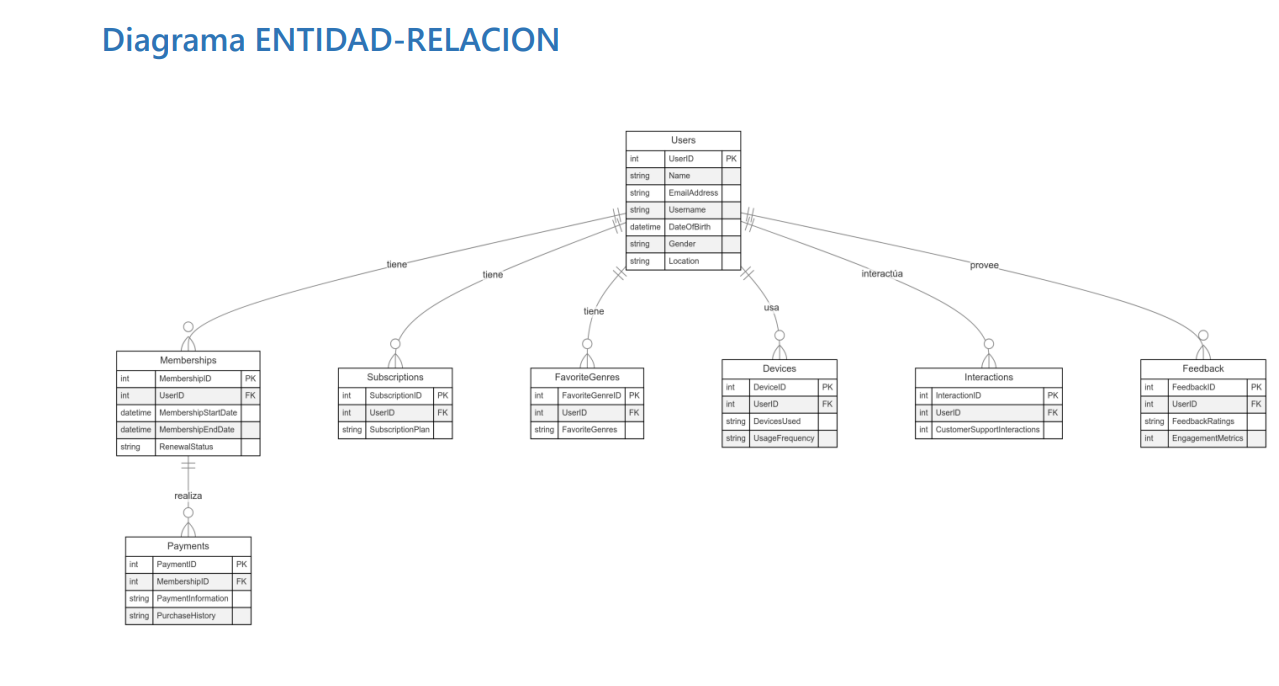 Diagrama ENTIDAD-RELACION
Users
int UserID PK
string Name
string EmailAddress
string Username
datetime DateOfBirth
string Gender
string Location
tiene
tiene
tiene
usa
interactúa
provee
Memberships
int MembershipID PK
int UserID FK
datetime MembershipStartDate
datetime MembershipEndDate
string RenewalStatus
Subscriptions
int SubscriptionID PK
int UserID FK
string SubscriptionPlan
FavoriteGenres
int FavoriteGenreID PK
int UserID FK
string FavoriteGenres
Devices
int DeviceID PK
int UserID FK
string DevicesUsed
string UsageFrequency
Interactions
int InteractionID PK
int UserID FK
int CustomerSupportInteractions
Feedback
int FeedbackID PK
int UserID FK
string FeedbackRatings
int EngagementMetrics
realiza
Payments
int PaymentID PK
int MembershipID FK
string PaymentInformation
string PurchaseHistory